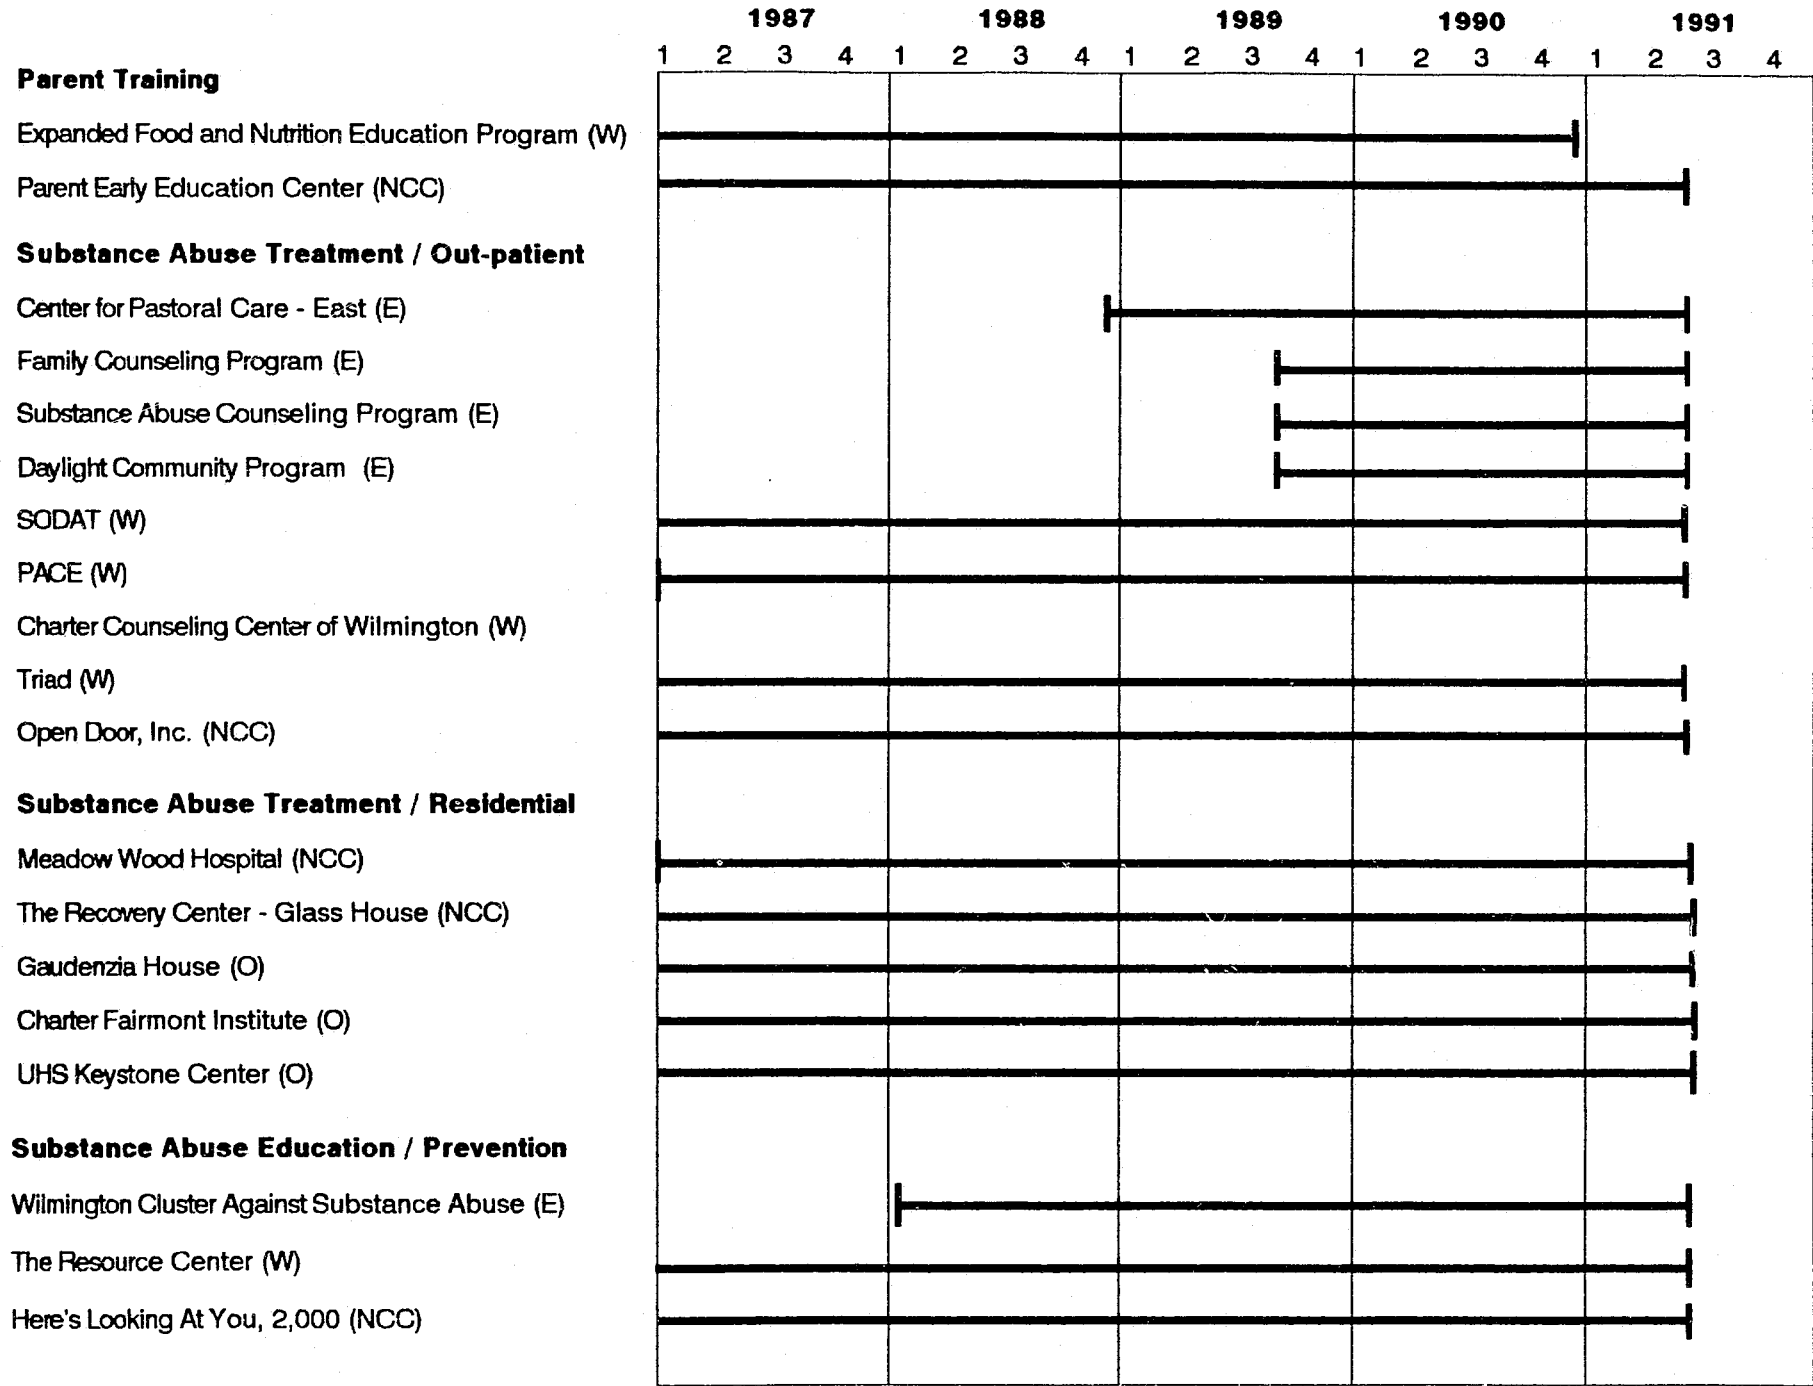 1987 1988 1989 1990 1991
1 2 3 4 1 2 3 4 1 2 3 4 1 2 3 4 1 2 3 4
Parent Training
Expanded Food and Nutrition Education Program (W)
Parent Early Education Center (NCC)
Substance Abuse Treatment / Out-patient
Center for Pastoral Care - East (E)
Family Counseling Program (E)
Substance Abuse Counseling Program (E)
Daylight Community Program (E)
SODAT (W)
PACE (W)
Charter Counseling Center of Wilmington (W)
Triad (W)
Open Door, Inc. (NCC)
Substance Abuse Treatment / Residential
Meadow Wood Hospital (NCC)
The Recovery Center - Glass House (NCC)
Gaudenzia House (O)
Charter Fairmont Institute (O)
UHS Keystone Center (O)
Substance Abuse Education / Prevention
Wilmington Cluster Against Substance Abuse (E)
The Resource Center (W)
Here's Looking At You, 2,000 (NCC)